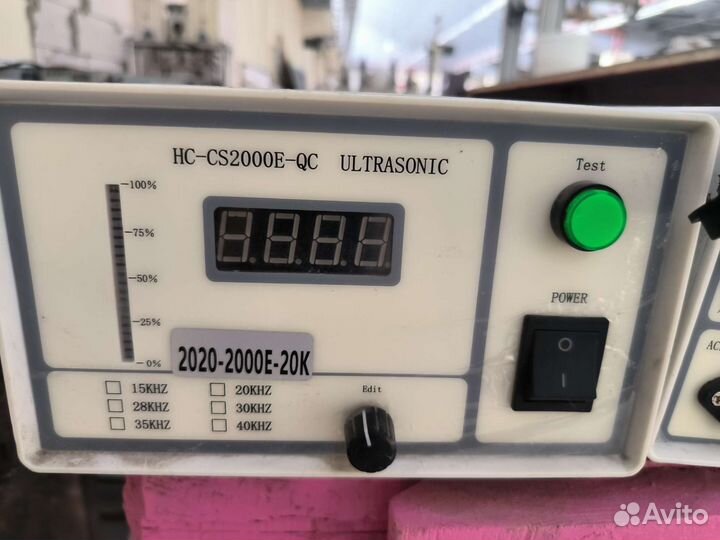 HC-CS2000E-QC ULTRASONIC
Test
100%
75%
50%
25%
0%
POWER
2020-2000E-20K
15KHZ 20KHZ
28KHZ 30KHZ
35KHZ 40KHZ
Edit
AC
Avito